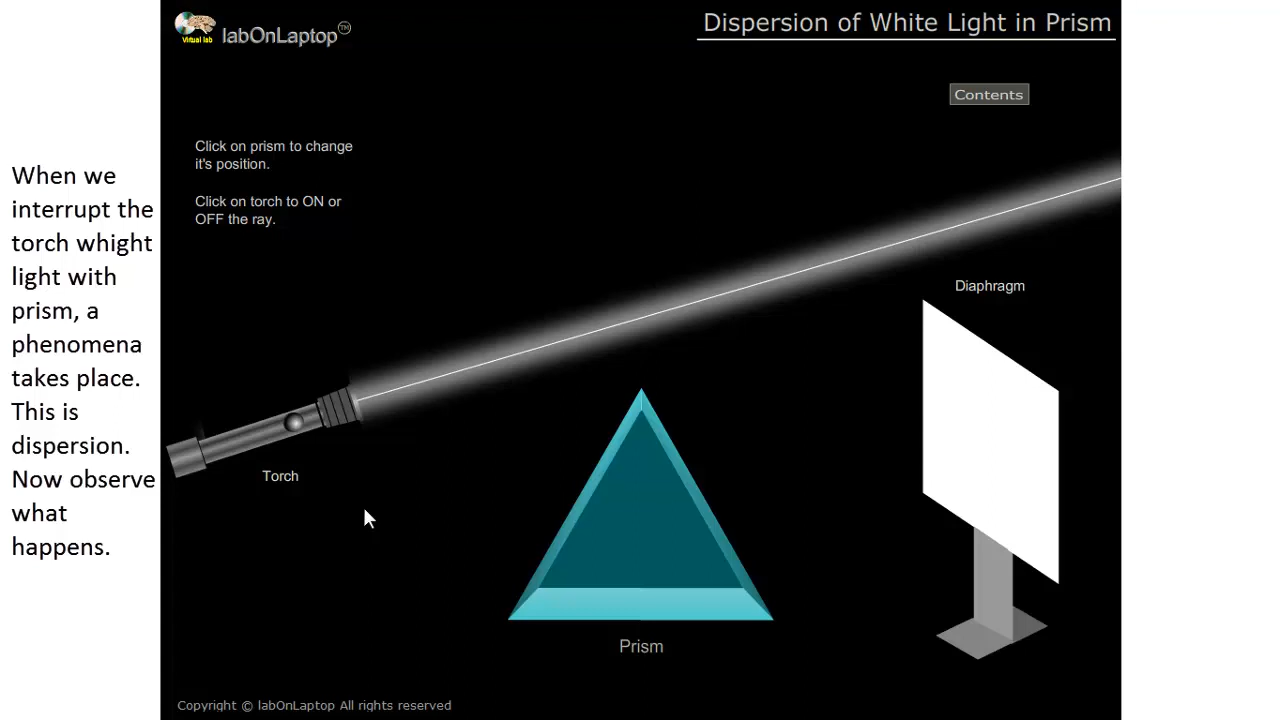 Virtual lab
labOnLaptop™
Dispersion of White Light in Prism
Contents
Click on prism to change
it's position.
Click on torch to ON or
OFF the ray.
When we
interrupt the
torch whight
light with
prism, a
phenomena
takes place.
This is
dispersion.
Now observe
what
happens.
Diaphragm
Torch
Prism
Copyright © labOnLaptop All rights reserved